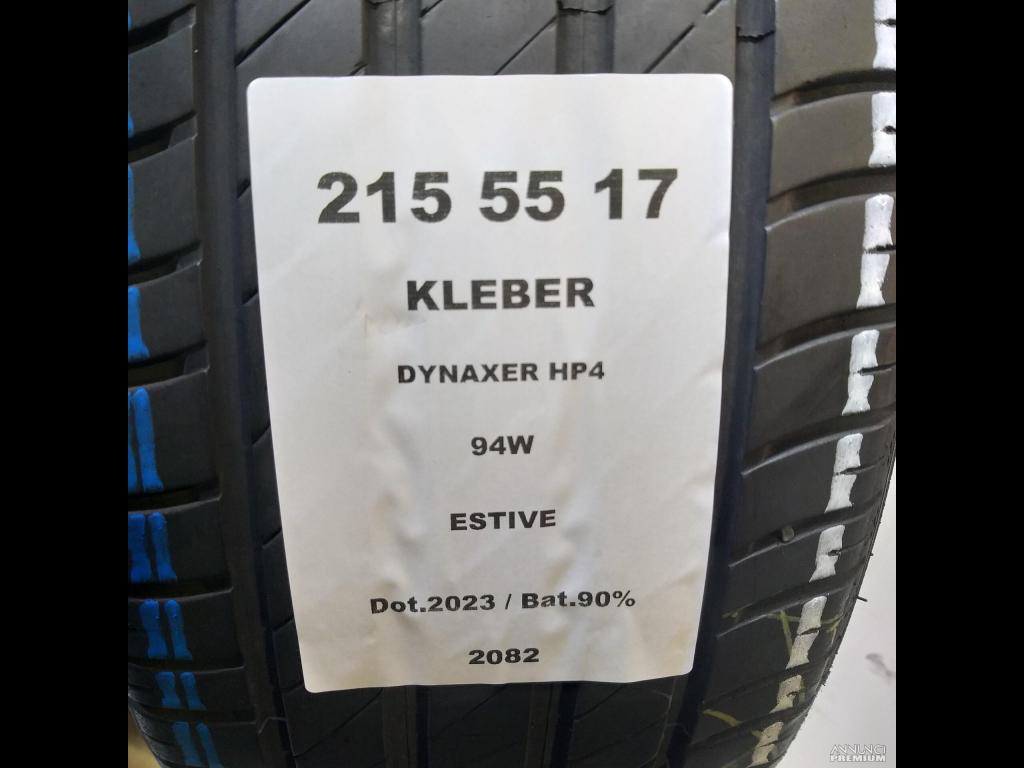 215 55 17
KLEBER
DYNAXER HP4
94W
ESTIVE
Dot.2023 / Bat.90%
2082
ANNUNCI
PREMIUM